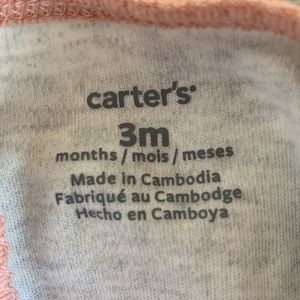 carter's
3m
months / mois / meses
Made in Cambodia
Fabriqué au Cambodge
Hecho en Camboya